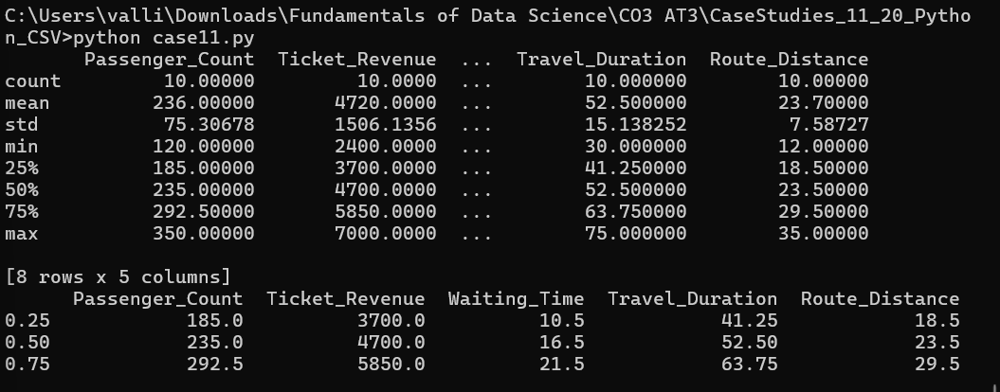 C:\Users\valli\Downloads\Fundamentals of Data Science\CO3 AT3\CaseStudies_11_20_Pytho
n_CSV>python case11.py
       Passenger_Count  Ticket_Revenue  ...  Travel_Duration  Route_Distance
count         10.00000         10.0000  ...        10.000000        10.00000
mean         236.00000       4720.0000  ...        52.500000        23.70000
std           75.30678       1506.1356  ...        15.138252         7.58727
min          120.00000       2400.0000  ...        30.000000        12.00000
25%          185.00000       3700.0000  ...        41.250000        18.50000
50%          235.00000       4700.0000  ...        52.500000        23.50000
75%          292.50000       5850.0000  ...        63.750000        29.50000
max          350.00000       7000.0000  ...        75.000000        35.00000

[8 rows x 5 columns]
      Passenger_Count  Ticket_Revenue  Waiting_Time  Travel_Duration  Route_Distance
0.25            185.0          3700.0          10.5            41.25            18.5
0.50            235.0          4700.0          16.5            52.50            23.5
0.75            292.5          5850.0          21.5            63.75            29.5